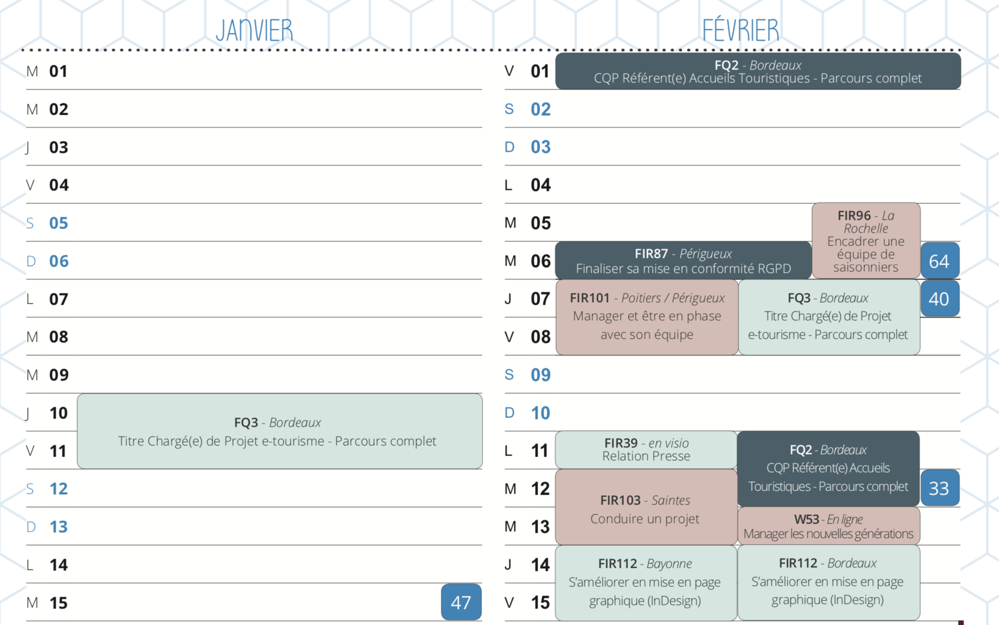 JANVIER
M 01
M 02
J 03
V 04
S 05
D 06
L 07
M 08
M 09
J 10
V 11
FQ3 - Bordeaux
Titre Chargé(e) de Projet e-tourisme - Parcours complet
S 12
D 13
L 14
M 15
47
FÉVRIER
V 01
FQ2 - Bordeaux
CQP Référent(e) Accueils Touristiques - Parcours complet
S 02
D 03
L 04
M 05
FIR96 - La
Rochelle
Encadrer une
équipe de
saisonniers
M 06
FIR87 - Périgueux
Finaliser sa mise en conformité RGPD
64
J 07
FIR101 - Poitiers / Périgueux
Manager et être en phase
avec son équipe
FQ3 - Bordeaux
Titre Chargé(e) de Projet
e-tourisme - Parcours complet
40
V 08
S 09
D 10
L 11
FIR39 - en visio
Relation Presse
FQ2 - Bordeaux
CQP Référent(e) Accueils
Touristiques - Parcours complet
M 12
33
FIR103 - Saintes
Conduire un projet
M 13
W53 - En ligne
Manager les nouvelles générations
J 14
FIR112 - Bayonne
S’améliorer en mise en page
graphique (InDesign)
FIR112 - Bordeaux
S’améliorer en mise en page
graphique (InDesign)
V 15